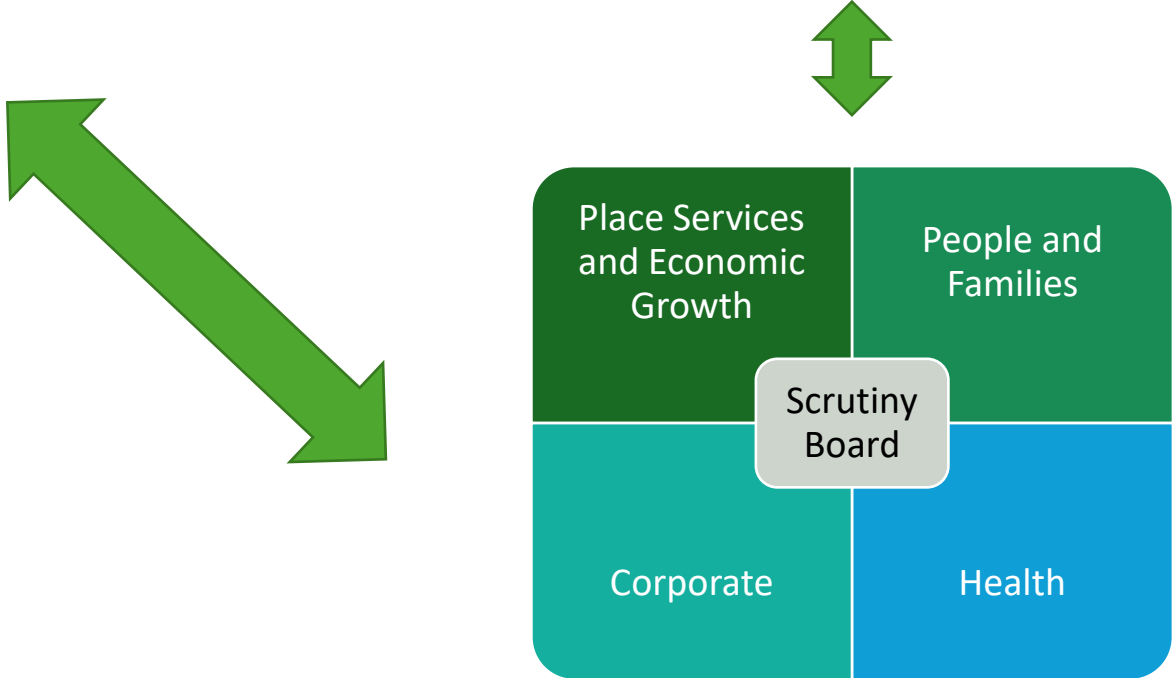 Place Services
and Economic
Growth
People and
Families
Scrutiny
Board
Corporate
Health